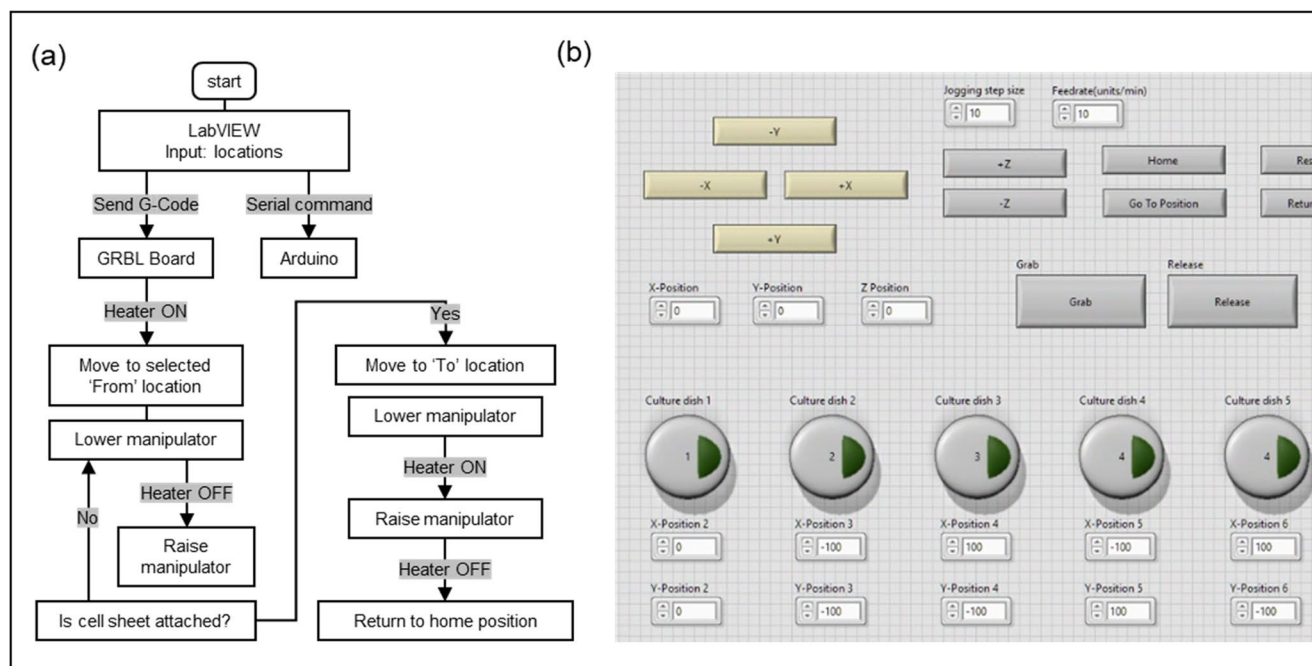 (a)
start
LabVIEW
Input: locations
Send G-Code
Serial command
GRBL Board
Arduino
Heater ON
Yes
Move to selected
‘From’ location
Move to ‘To’ location
Lower manipulator
Lower manipulator
Heater OFF
Heater ON
No
Raise
manipulator
Raise manipulator
Heater OFF
Is cell sheet attached?
Return to home position
(b)
Jogging step size
Feedrate(units/min)
10
10
-Y
+Z
Home
Res
-X
+X
-Z
Go To Position
Return
+Y
Grab
Release
X-Position
Y-Position
Z Position
0
0
0
Grab
Release
Culture dish 1
Culture dish 2
Culture dish 3
Culture dish 4
Culture dish 5
1
2
3
4
4
X-Position 2
X-Position 3
X-Position 4
X-Position 5
X-Position 6
0
-100
100
-100
100
Y-Position 2
Y-Position 3
Y-Position 4
Y-Position 5
Y-Position 6
0
-100
-100
100
-100